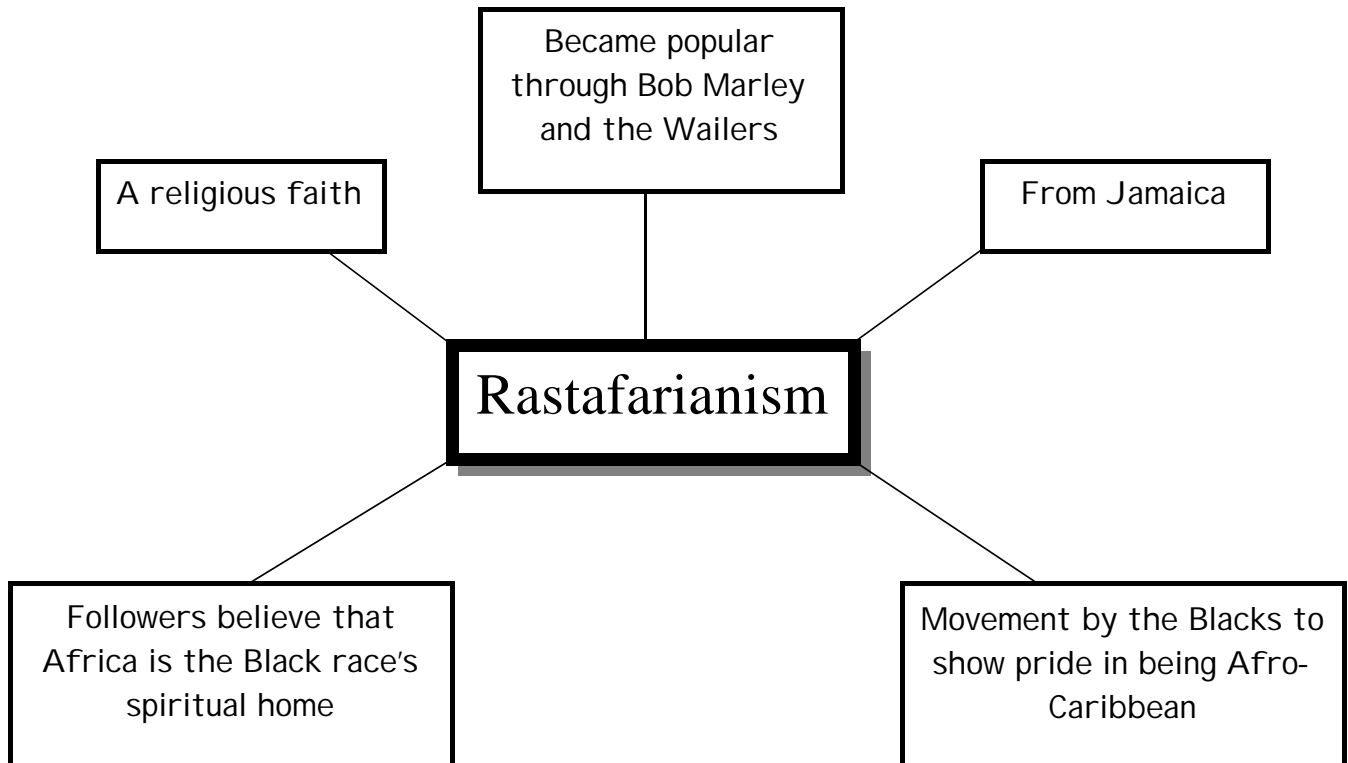 Became popular
through Bob Marley
and the Wailers
A religious faith
From Jamaica
Rastafarianism
Followers believe that
Africa is the Black race's
spiritual home
Movement by the Blacks to
show pride in being Afro-
Caribbean